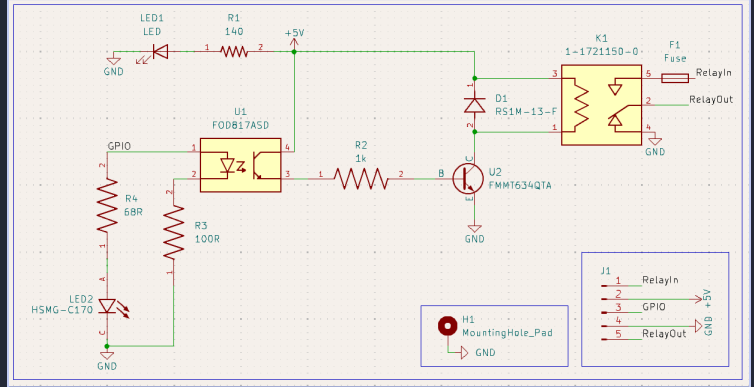 LED1
LED
R1
140
1
2
+5V
GND
K1
1-1721150-0
F1
Fuse
3
5
RelayIn
1
D1
RS1M-13-F
2
2
RelayOut
1
4
GND
U1
FOD817ASD
GPIO
1
4
2
3
R2
1k
1
2
B
C
U2
FMMT634QTA
E
GND
2
R4
68R
1
2
R3
100R
1
A
LED2
HSMG-C170
C
GND
H1
MountingHole_Pad
GND
J1
1
RelayIn
2
+5V
3
GPIO
4
GND
5
RelayOut